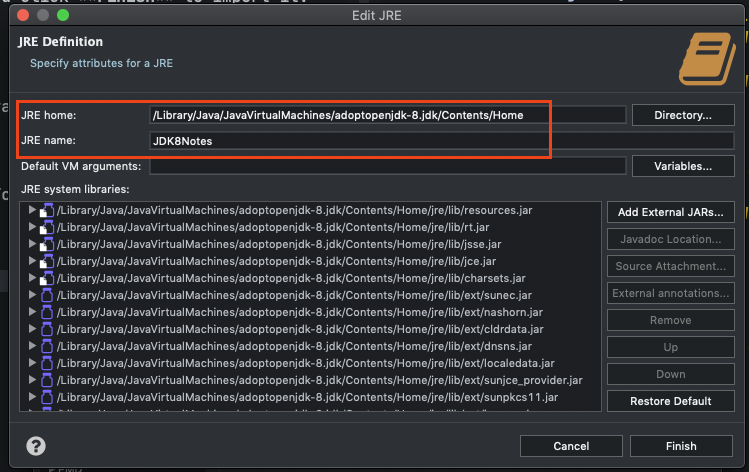 Edit JRE
JRE Definition
Specify attributes for a JRE
JRE home: /Library/Java/JavaVirtualMachines/adoptopenjdk-8.jdk/Contents/Home Directory...
JRE name: JDK8Notes
Default VM arguments: Variables...
JRE system libraries:
/Library/Java/JavaVirtualMachines/adoptopenjdk-8.jdk/Contents/Home/jre/lib/resources.jar Add External JARs...
/Library/Java/JavaVirtualMachines/adoptopenjdk-8.jdk/Contents/Home/jre/lib/rt.jar
/Library/Java/JavaVirtualMachines/adoptopenjdk-8.jdk/Contents/Home/jre/lib/jsse.jar Javadoc Location...
/Library/Java/JavaVirtualMachines/adoptopenjdk-8.jdk/Contents/Home/jre/lib/jce.jar Source Attachment...
/Library/Java/JavaVirtualMachines/adoptopenjdk-8.jdk/Contents/Home/jre/lib/charsets.jar
/Library/Java/JavaVirtualMachines/adoptopenjdk-8.jdk/Contents/Home/jre/lib/ext/sunec.jar External annotations...
/Library/Java/JavaVirtualMachines/adoptopenjdk-8.jdk/Contents/Home/jre/lib/ext/nashorn.jar Remove
/Library/Java/JavaVirtualMachines/adoptopenjdk-8.jdk/Contents/Home/jre/lib/ext/cldrdata.jar
/Library/Java/JavaVirtualMachines/adoptopenjdk-8.jdk/Contents/Home/jre/lib/ext/dnsns.jar Up
/Library/Java/JavaVirtualMachines/adoptopenjdk-8.jdk/Contents/Home/jre/lib/ext/localedata.jar
/Library/Java/JavaVirtualMachines/adoptopenjdk-8.jdk/Contents/Home/jre/lib/ext/sunjce_provider.jar Down
/Library/Java/JavaVirtualMachines/adoptopenjdk-8.jdk/Contents/Home/jre/lib/ext/sunpkcs11.jar Restore Default
Cancel Finish